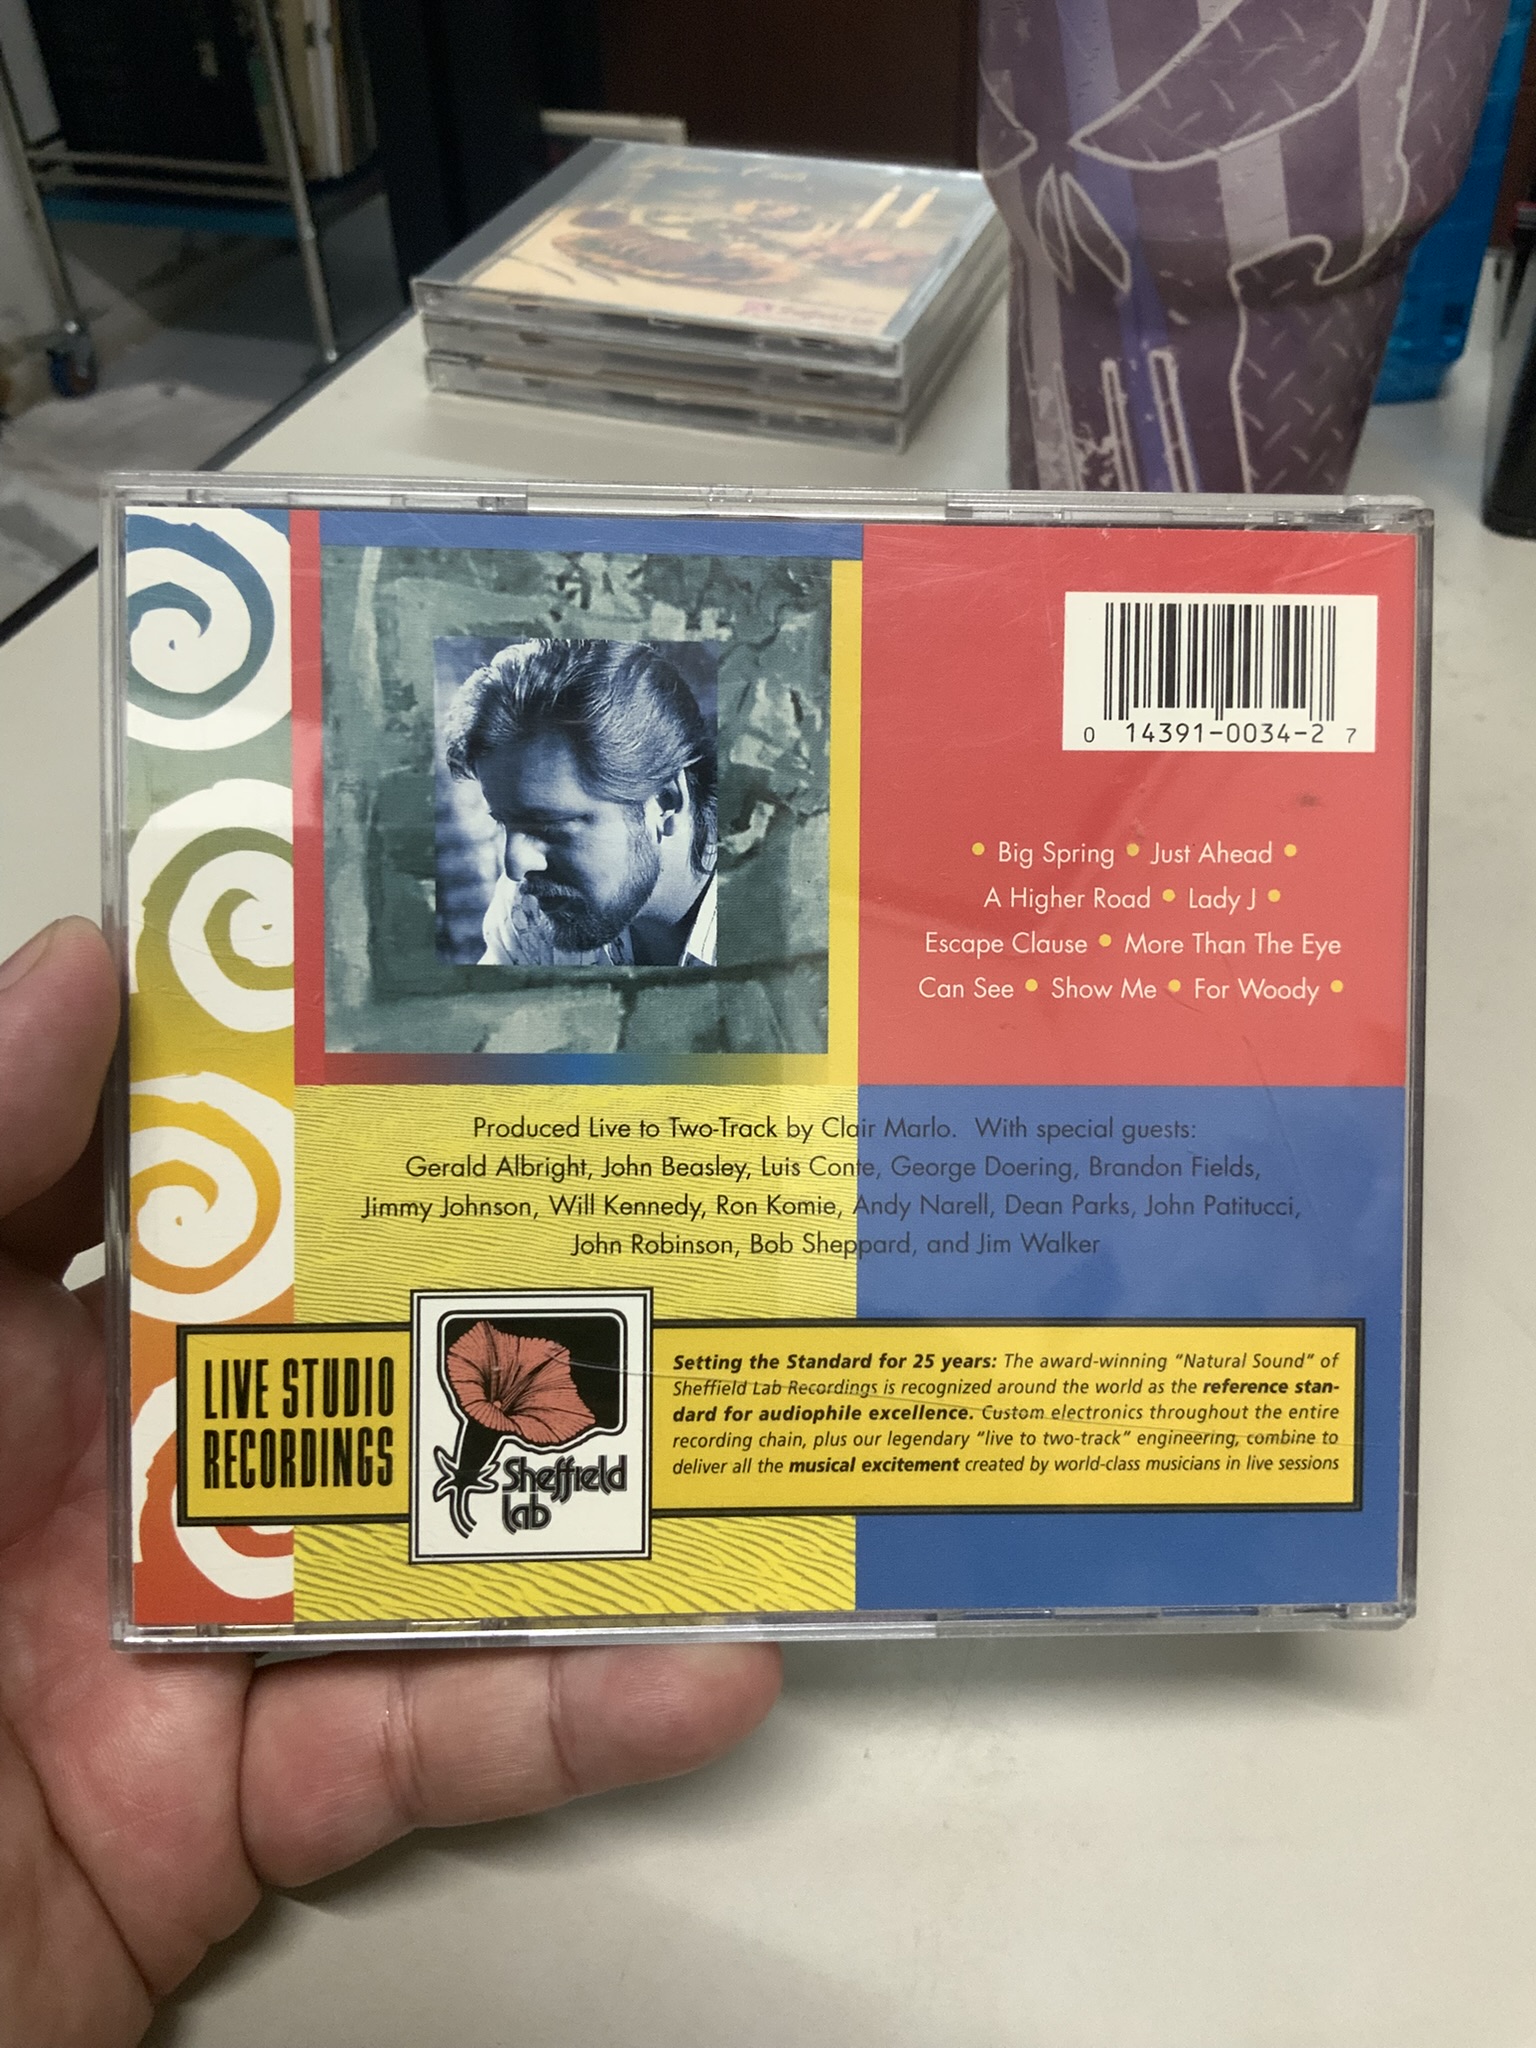 0 14391-0034-2 7
• Big Spring • Just Ahead •
A Higher Road • Lady J •
Escape Clause • More Than The Eye
Can See • Show Me • For Woody •
Produced Live to Two-Track by Clair Marlo. With special guests:
Gerald Albright, John Beasley, Luis Conte, George Doering, Brandon Fields,
Jimmy Johnson, Will Kennedy, Ron Komie, Andy Narell, Dean Parks, John Patitucci,
John Robinson, Bob Sheppard, and Jim Walker
LIVE STUDIO
RECORDINGS
Sheffield
lab
Setting the Standard for 25 years: The award-winning "Natural Sound" of
Sheffield Lab Recordings is recognized around the world as the reference stan-
dard for audiophile excellence. Custom electronics throughout the entire
recording chain, plus our legendary "live to two-track" engineering, combine to
deliver all the musical excitement created by world-class musicians in live sessions